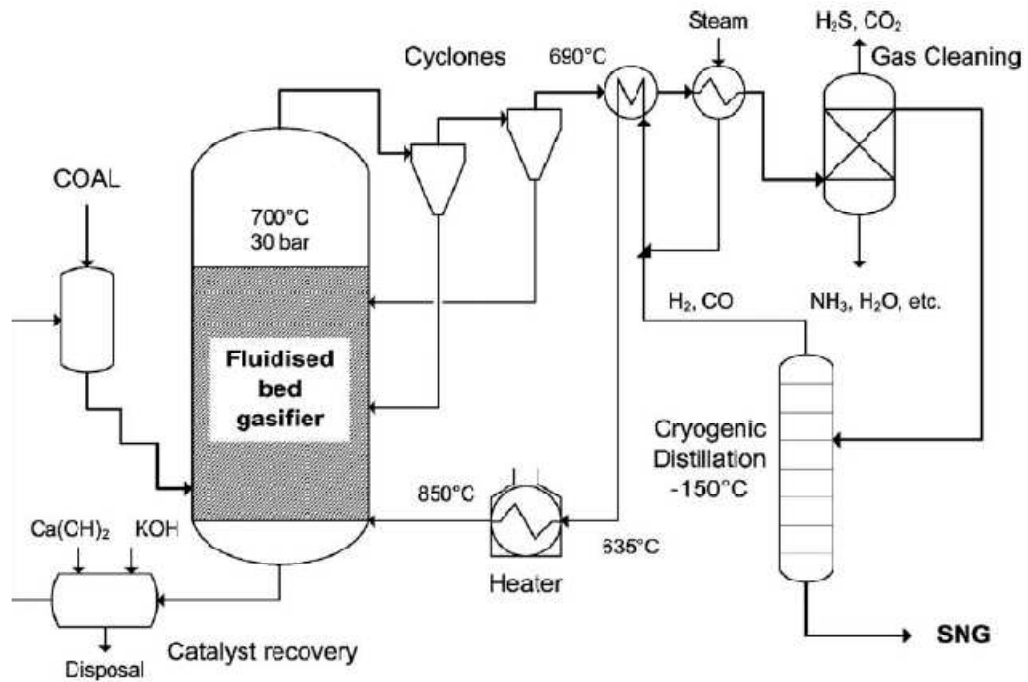 Steam
H₂S, CO₂
Cyclones
690°C
Gas Cleaning
COAL
700°C
30 bar
H₂, CO
NH₃, H₂O, etc.
Fluidised
bed
gasifier
Cryogenic
Distillation
-150°C
850°C
635°C
Ca(OH)₂
KOH
Heater
SNG
Catalyst recovery
Disposal